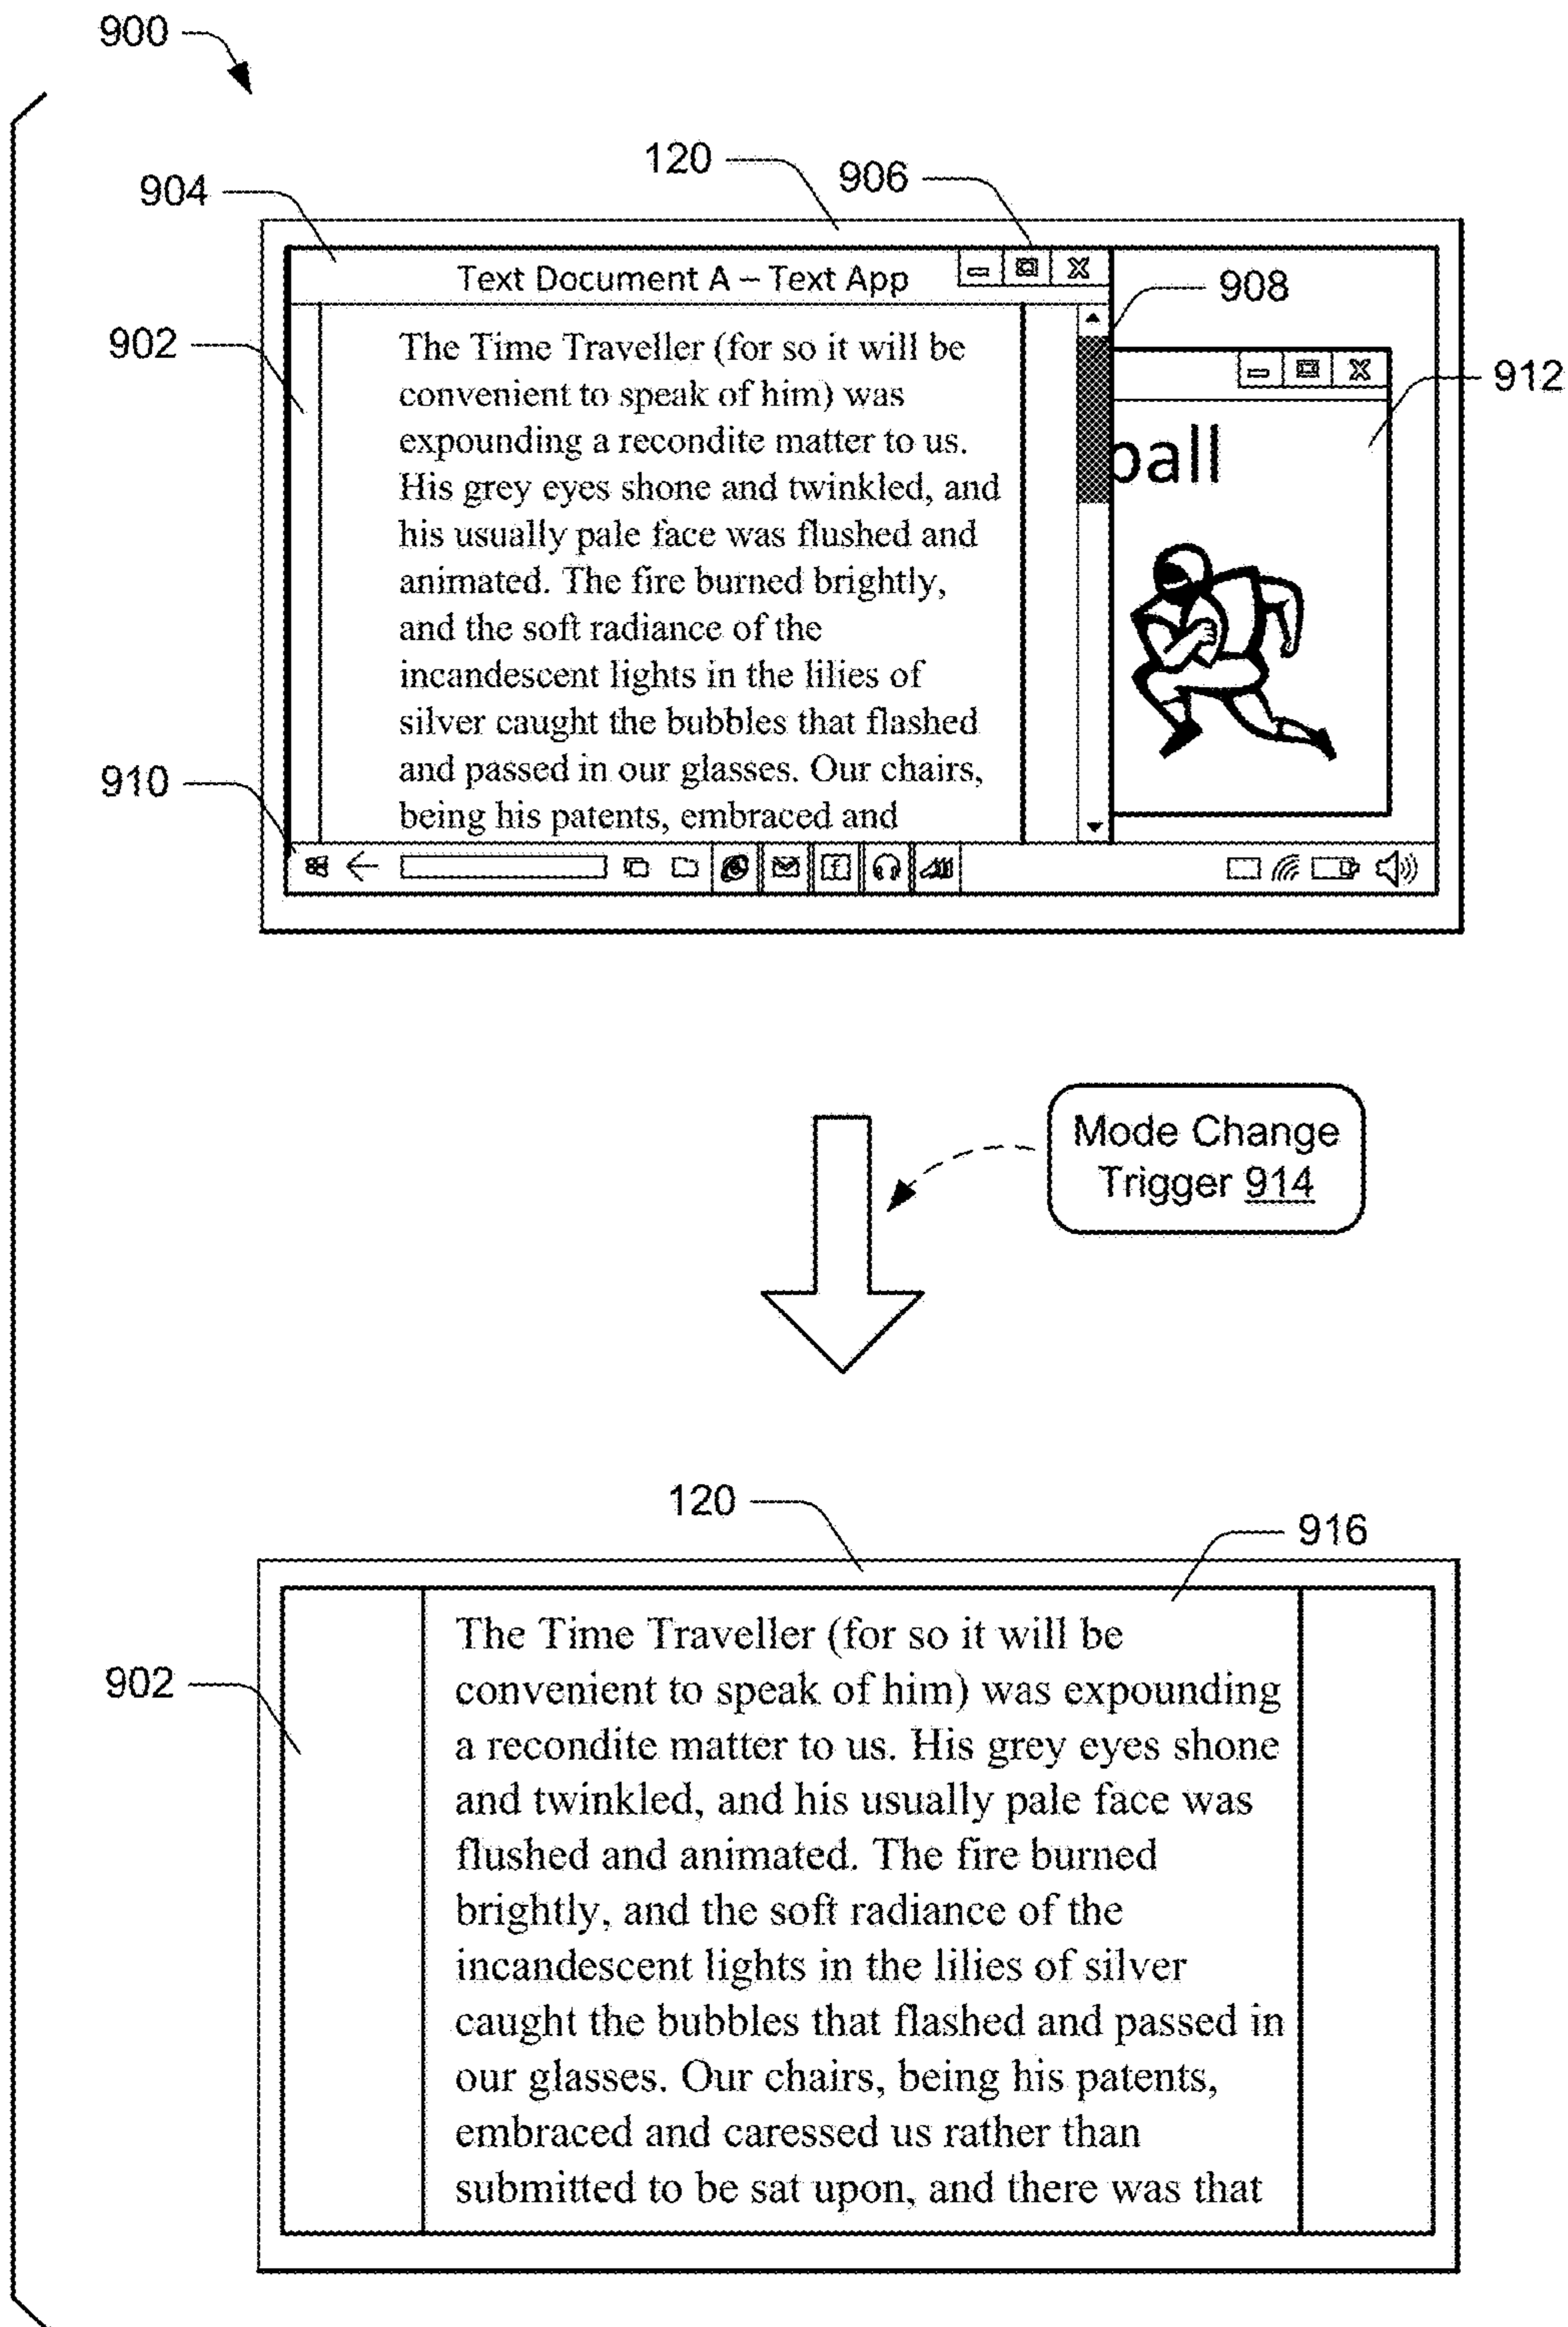 900
120
906
904
Text Document A – Text App
908
902
912
The Time Traveller (for so it will be
convenient to speak of him) was
expounding a recondite matter to us.
His grey eyes shone and twinkled, and
his usually pale face was flushed and
animated. The fire burned brightly,
and the soft radiance of the
incandescent lights in the lilies of
silver caught the bubbles that flashed
and passed in our glasses. Our chairs,
being his patents, embraced and
ball
910
Mode Change
Trigger 914
120
916
902
The Time Traveller (for so it will be
convenient to speak of him) was expounding
a recondite matter to us. His grey eyes shone
and twinkled, and his usually pale face was
flushed and animated. The fire burned
brightly, and the soft radiance of the
incandescent lights in the lilies of silver
caught the bubbles that flashed and passed in
our glasses. Our chairs, being his patents,
embraced and caressed us rather than
submitted to be sat upon, and there was that